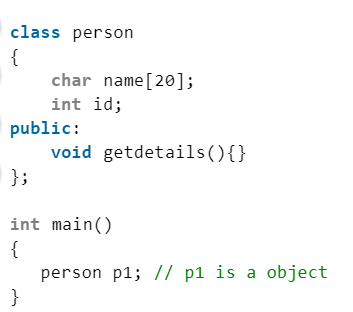 class person
{
    char name[20];
    int id;
public:
    void getdetails(){}
};

int main()
{
   person p1; // p1 is a object
}